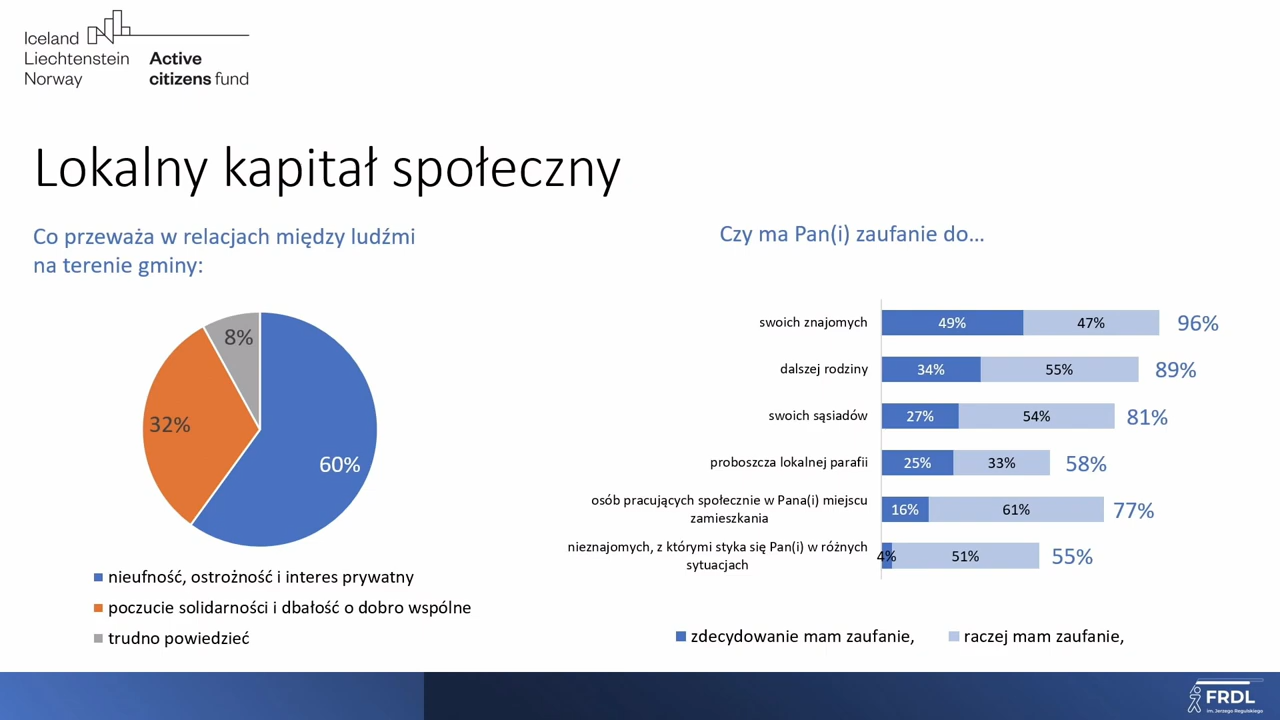 Iceland
Liechtenstein
Norway
Active
citizens fund
Lokalny kapitał społeczny
Co przeważa w relacjach między ludźmi
na terenie gminy:
8%
32%
60%
nieufność, ostrożność i interes prywatny
poczucie solidarności i dbałość o dobro wspólne
trudno powiedzieć
Czy ma Pan(i) zaufanie do...
swoich znajomych 49% 47% 96%
dalszej rodziny 34% 55% 89%
swoich sąsiadów 27% 54% 81%
proboszcza lokalnej parafii 25% 33% 58%
osób pracujących społecznie w Pana(i) miejscu
zamieszkania 16% 61% 77%
nieznajomych, z którymi styka się Pan(i) w różnych
sytuacjach 4% 51% 55%
zdecydowanie mam zaufanie, raczej mam zaufanie,
FRDL
im. Jerzego Regulskiego